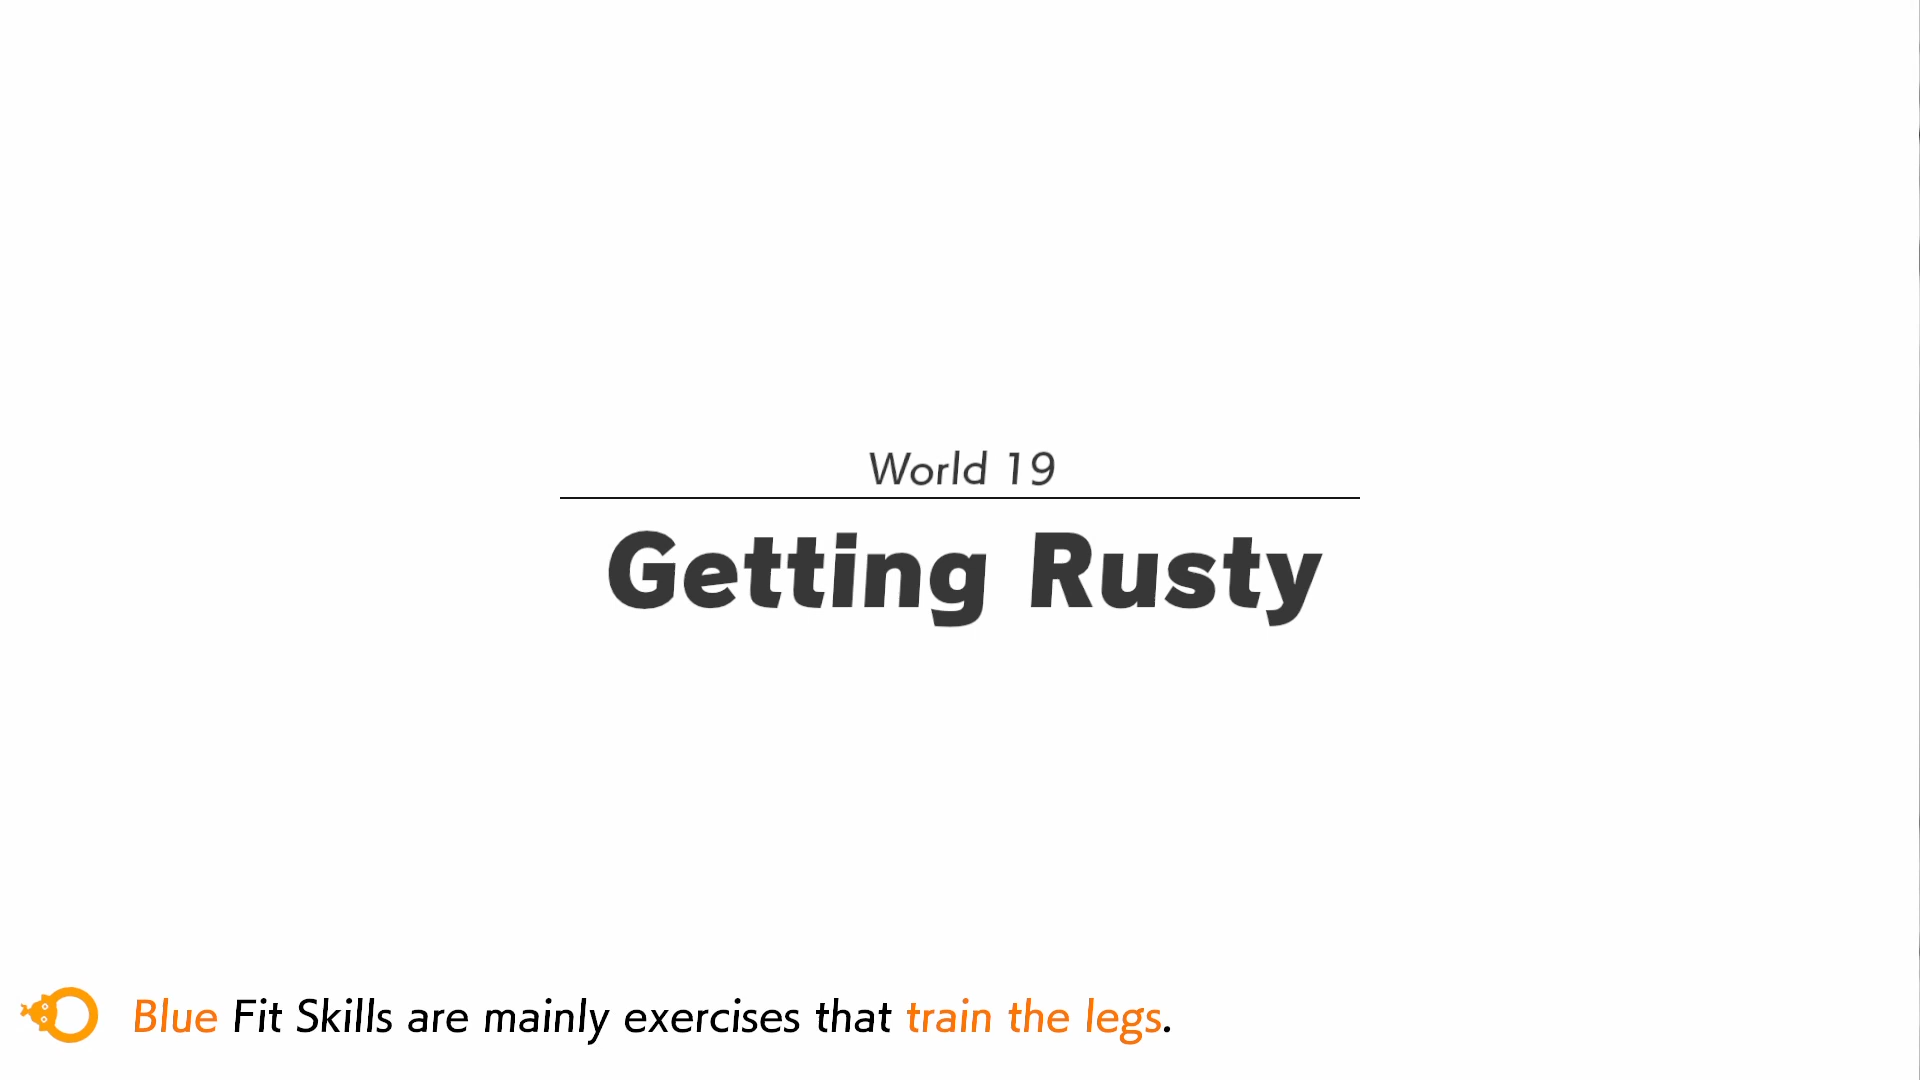 World 19
Getting Rusty
Blue Fit Skills are mainly exercises that train the legs.